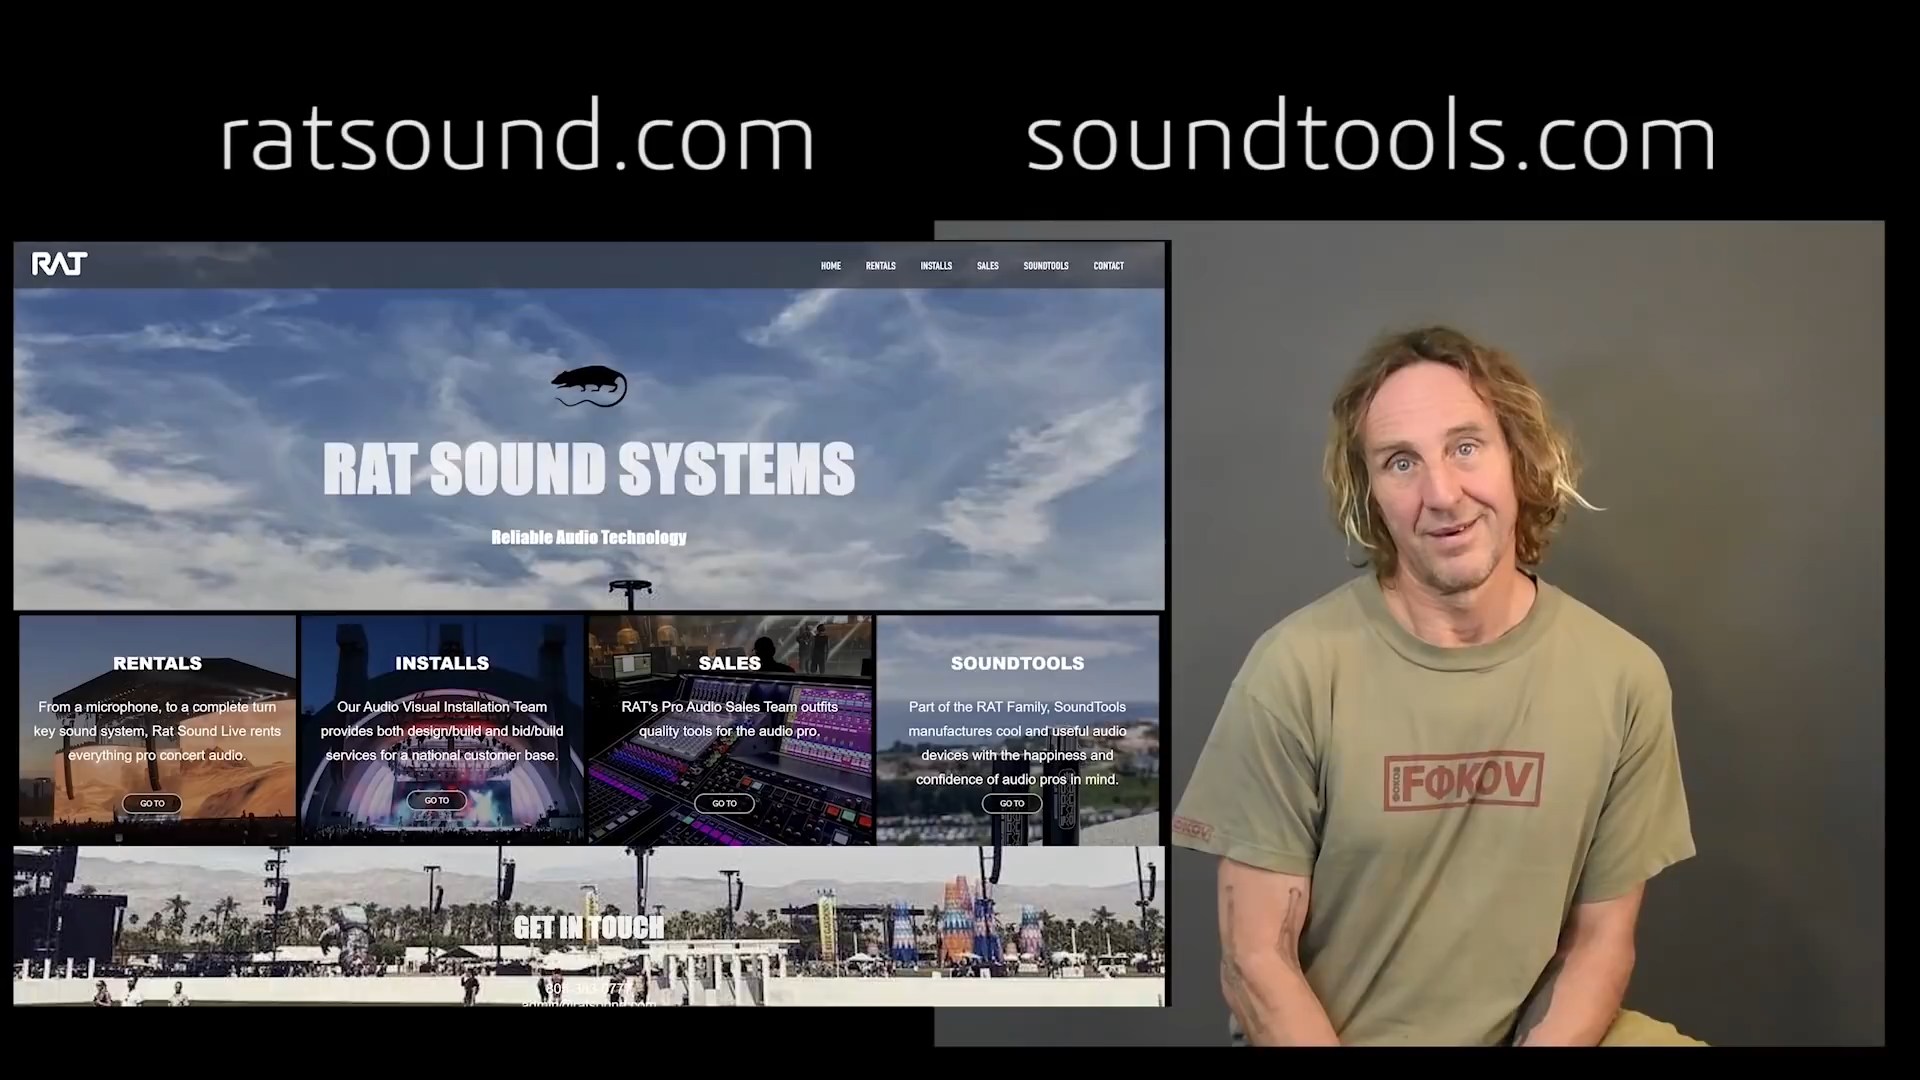 ratsound.com
soundtools.com
RAT
HOME RENTALS INSTALLS SALES SOUNDTOOLS CONTACT
RAT SOUND SYSTEMS
Reliable Audio Technology
RENTALS
From a microphone, to a complete turn
key sound system, Rat Sound Live rents
everything pro concert audio.
GO TO
INSTALLS
Our Audio Visual Installation Team
provides both design/build and bid/build
services for a national customer base.
GO TO
SALES
RAT's Pro Audio Sales Team outfits
quality tools for the audio pro.
GO TO
SOUNDTOOLS
Part of the RAT Family, SoundTools
manufactures cool and useful audio
devices with the happiness and
confidence of audio pros in mind.
GO TO
GET IN TOUCH
admin@ratsound.com
FФKOV